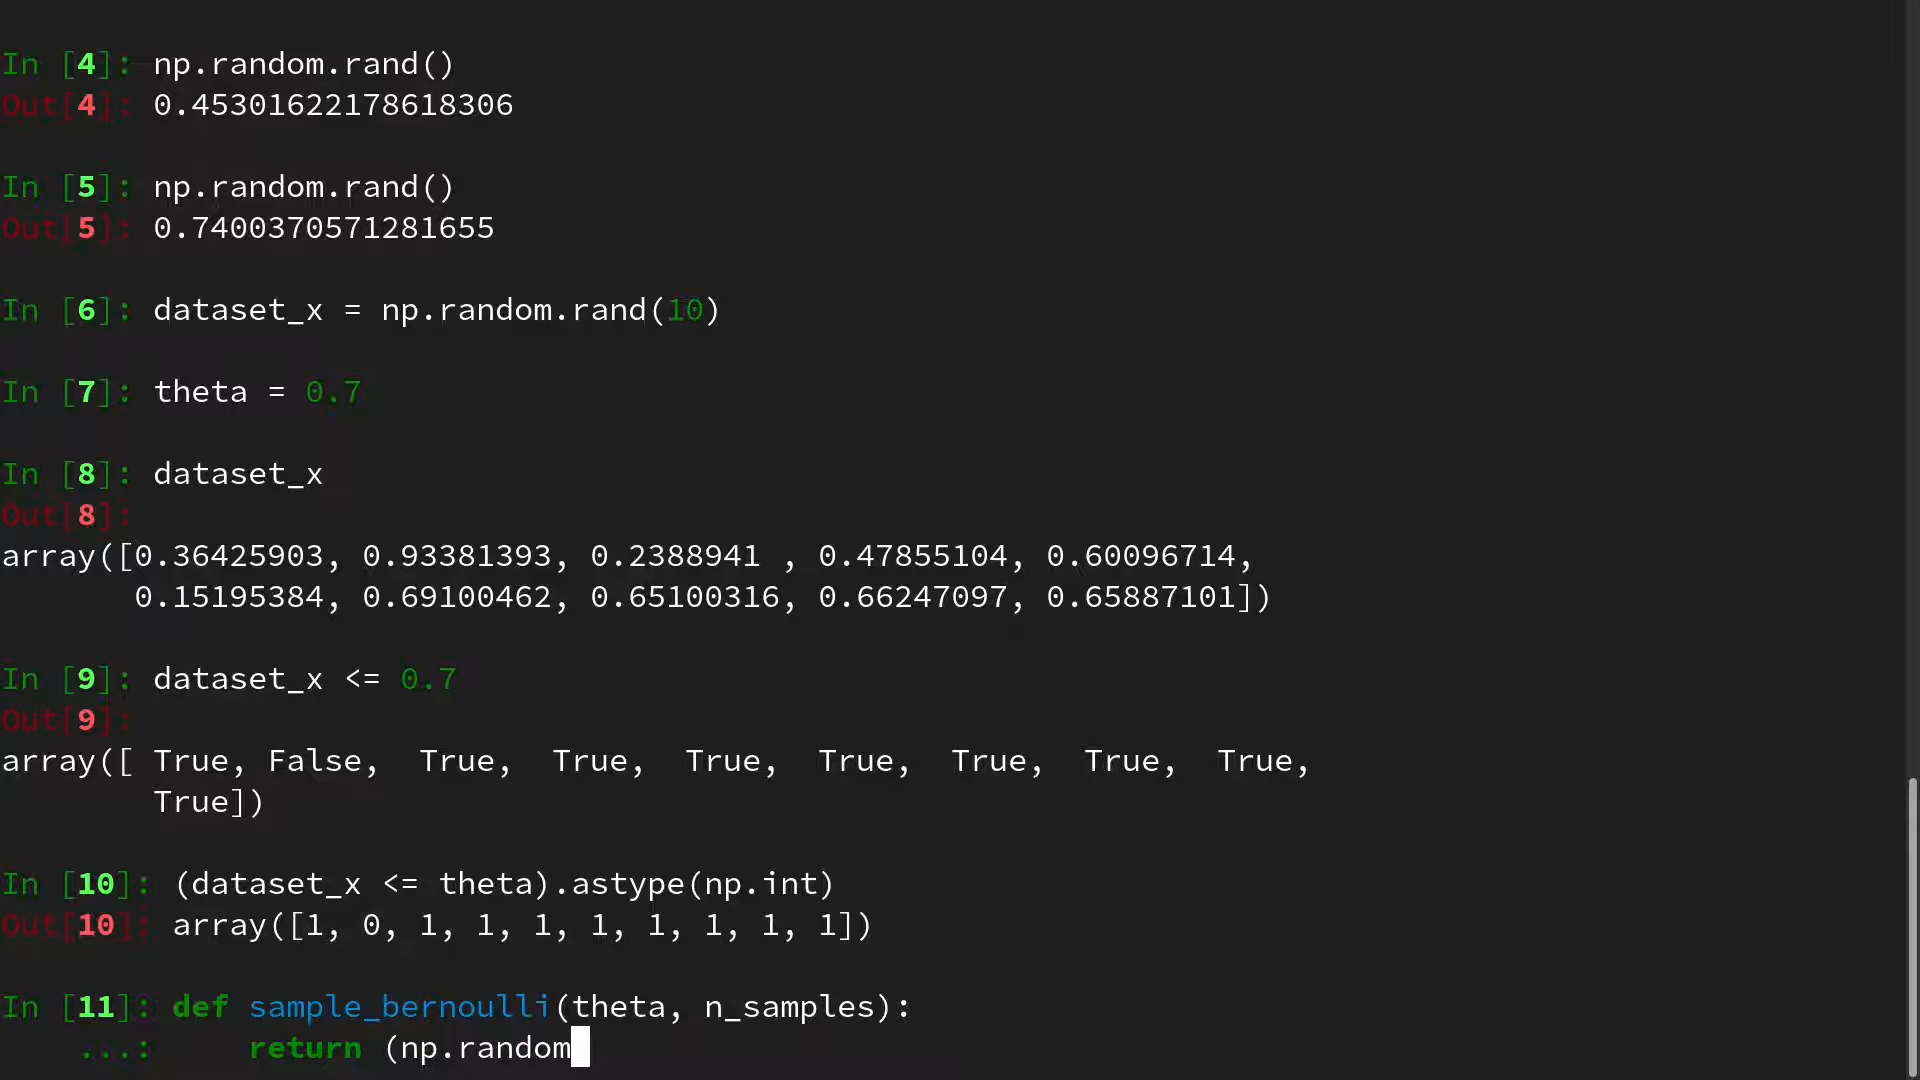 In [4]: np.random.rand()
Out[4]: 0.45301622178618306
In [5]: np.random.rand()
Out[5]: 0.7400370571281655
In [6]: dataset_x = np.random.rand(10)
In [7]: theta = 0.7
In [8]: dataset_x
Out[8]:
array([0.36425903, 0.93381393, 0.2388941 , 0.47855104, 0.60096714,
       0.15195384, 0.69100462, 0.65100316, 0.66247097, 0.65887101])
In [9]: dataset_x <= 0.7
Out[9]:
array([ True, False,  True,  True,  True,  True,  True,  True,  True,
        True])
In [10]: (dataset_x <= theta).astype(np.int)
Out[10]: array([1, 0, 1, 1, 1, 1, 1, 1, 1, 1])
In [11]: def sample_bernoulli(theta, n_samples):
    ...:     return (np.random